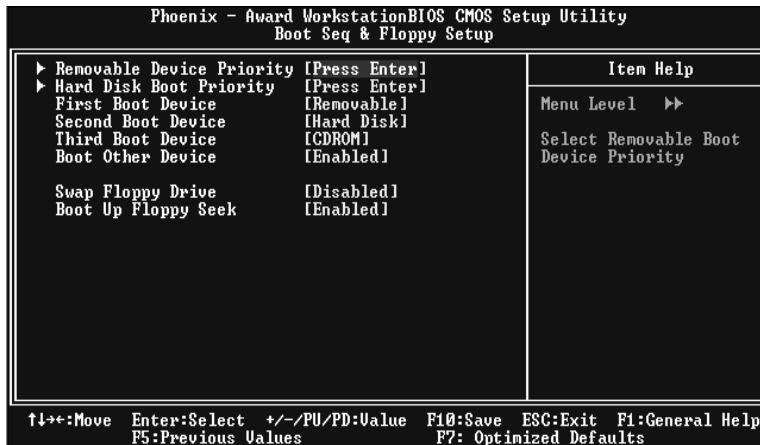 Phoenix - Award WorkstationBIOS CMOS Setup Utility
Boot Seq & Floppy Setup
▶ Removable Device Priority [Press Enter]
▶ Hard Disk Boot Priority [Press Enter]
First Boot Device [Removable]
Second Boot Device [Hard Disk]
Third Boot Device [CDROM]
Boot Other Device [Enabled]
Swap Floppy Drive [Disabled]
Boot Up Floppy Seek [Enabled]
Item Help
Menu Level ▶▶
Select Removable Boot
Device Priority
↑↓→←:Move Enter:Select +/-/PU/PD:Value F10:Save ESC:Exit F1:General Help
F5:Previous Values F7: Optimized Defaults